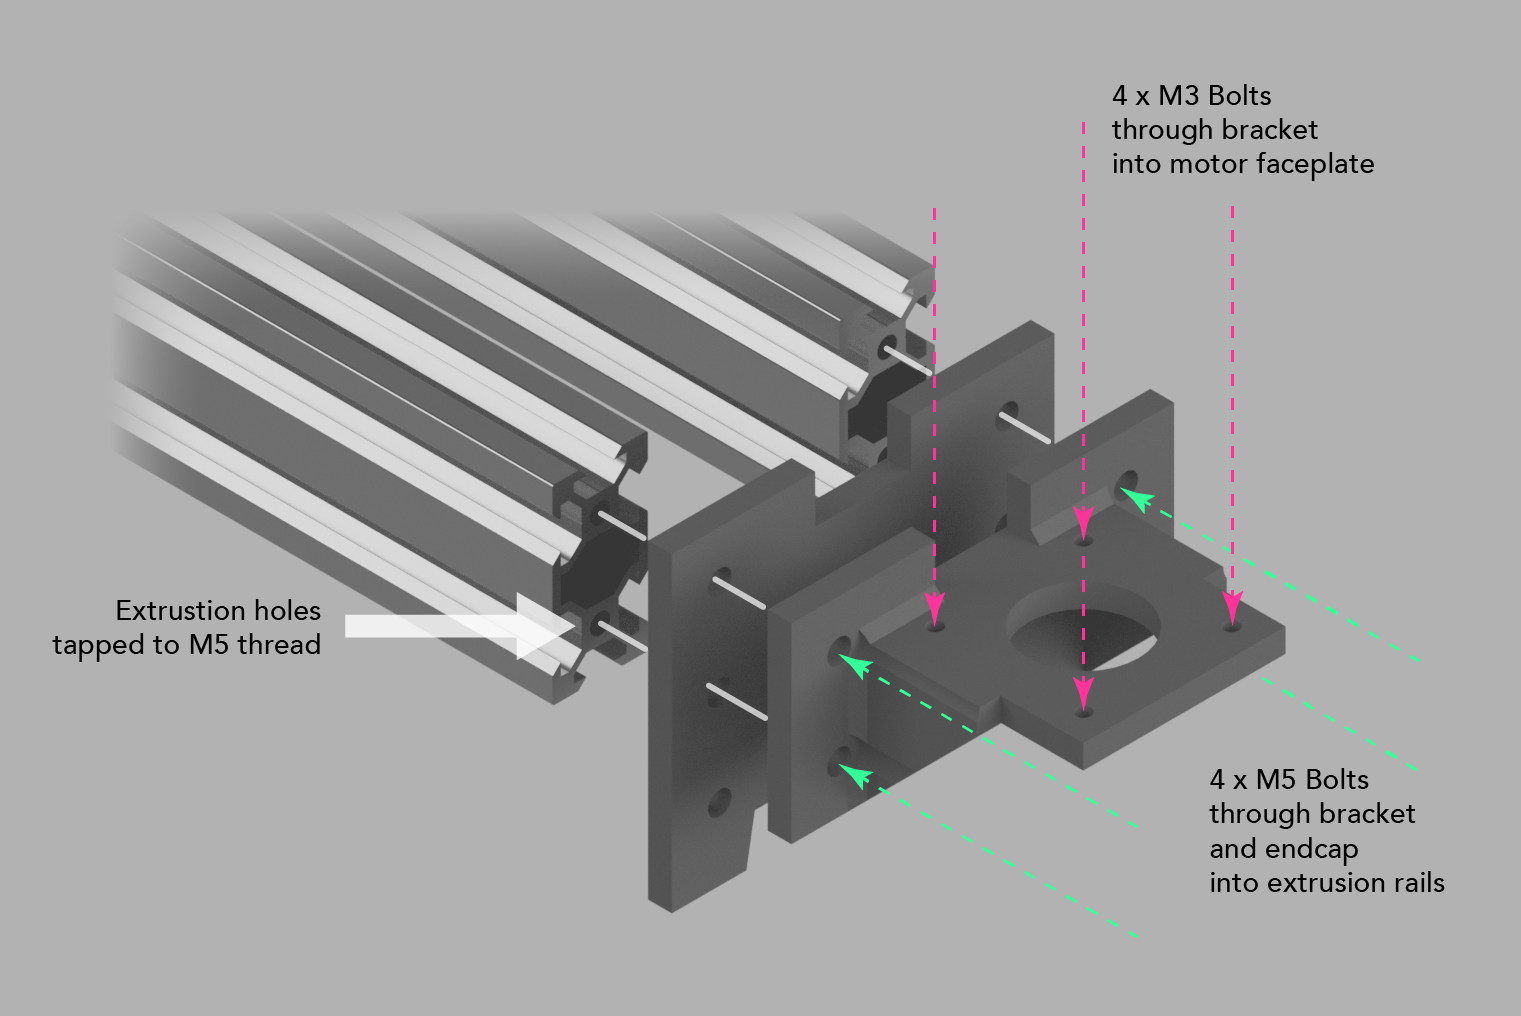 4 x M3 Bolts
through bracket
into motor faceplate
Extrustion holes
tapped to M5 thread
4 x M5 Bolts
through bracket
and endcap
into extrusion rails